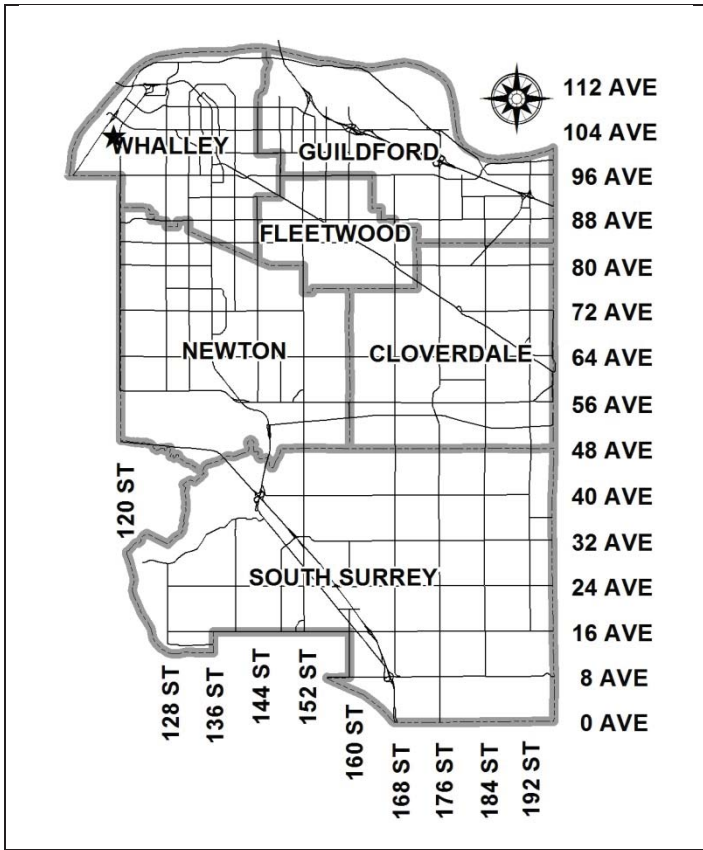 112 AVE
104 AVE
WHALLEY
GUILDFORD
96 AVE
88 AVE
FLEETWOOD
80 AVE
72 AVE
NEWTON
CLOVERDALE
64 AVE
56 AVE
48 AVE
120 ST
40 AVE
32 AVE
SOUTH SURREY
24 AVE
16 AVE
8 AVE
0 AVE
128 ST
136 ST
144 ST
152 ST
160 ST
168 ST
176 ST
184 ST
192 ST